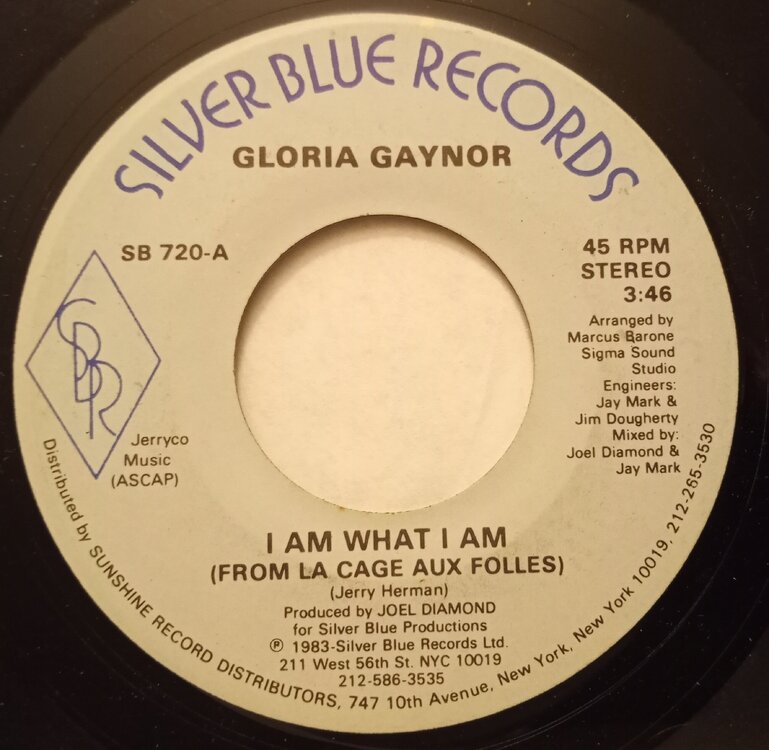 SILVER BLUE RECORDS
GLORIA GAYNOR
SB 720-A
45 RPM
STEREO
3:46
Arranged by
Marcus Barone
Sigma Sound
Studio
Engineers:
Jay Mark &
Jim Dougherty
Mixed by:
Joel Diamond &
Jay Mark
SBR
Jerryco
Music
(ASCAP)
I AM WHAT I AM
(FROM LA CAGE AUX FOLLES)
(Jerry Herman)
Produced by JOEL DIAMOND
for Silver Blue Productions
℗ 1983-Silver Blue Records Ltd.
211 West 56th St. NYC 10019
212-586-3535
Distributed by SUNSHINE RECORD DISTRIBUTORS, 747 10th Avenue, New York, New York 10019, 212-265-3530